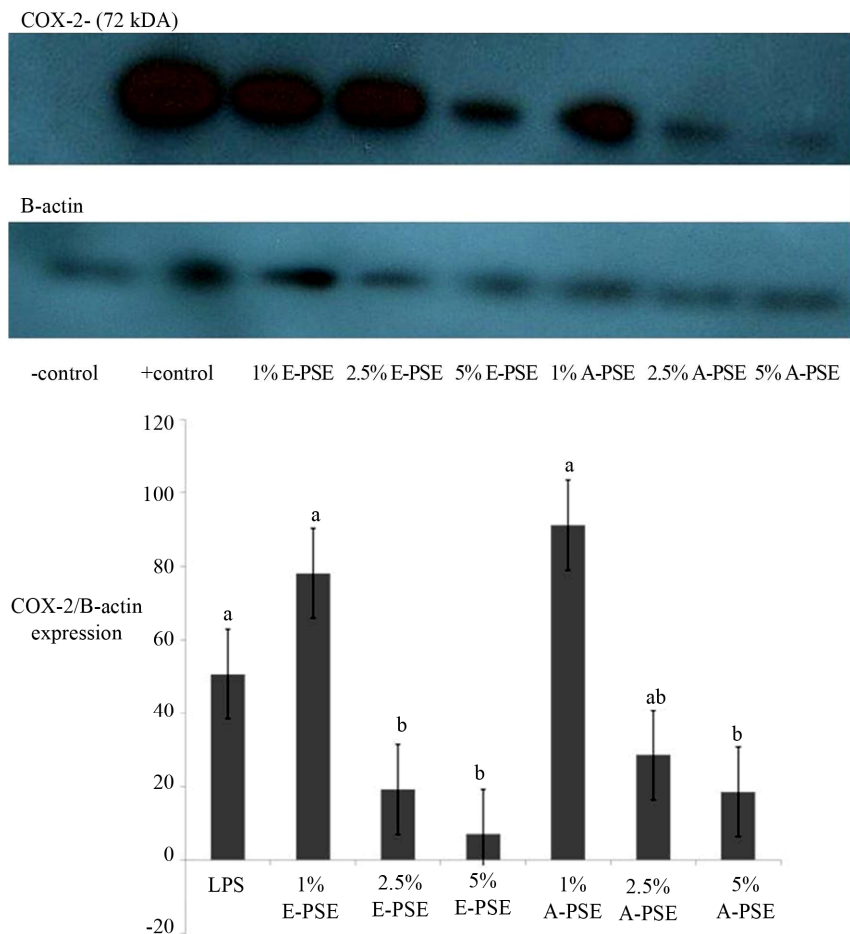 COX-2- (72 kDA)
B-actin
-control +control 1% E-PSE 2.5% E-PSE 5% E-PSE 1% A-PSE 2.5% A-PSE 5% A-PSE
120
100
80
60
40
20
0
-20
COX-2/B-actin
expression
a
a
b
b
a
ab
b
LPS
1%
E-PSE
2.5%
E-PSE
5%
E-PSE
1%
A-PSE
2.5%
A-PSE
5%
A-PSE